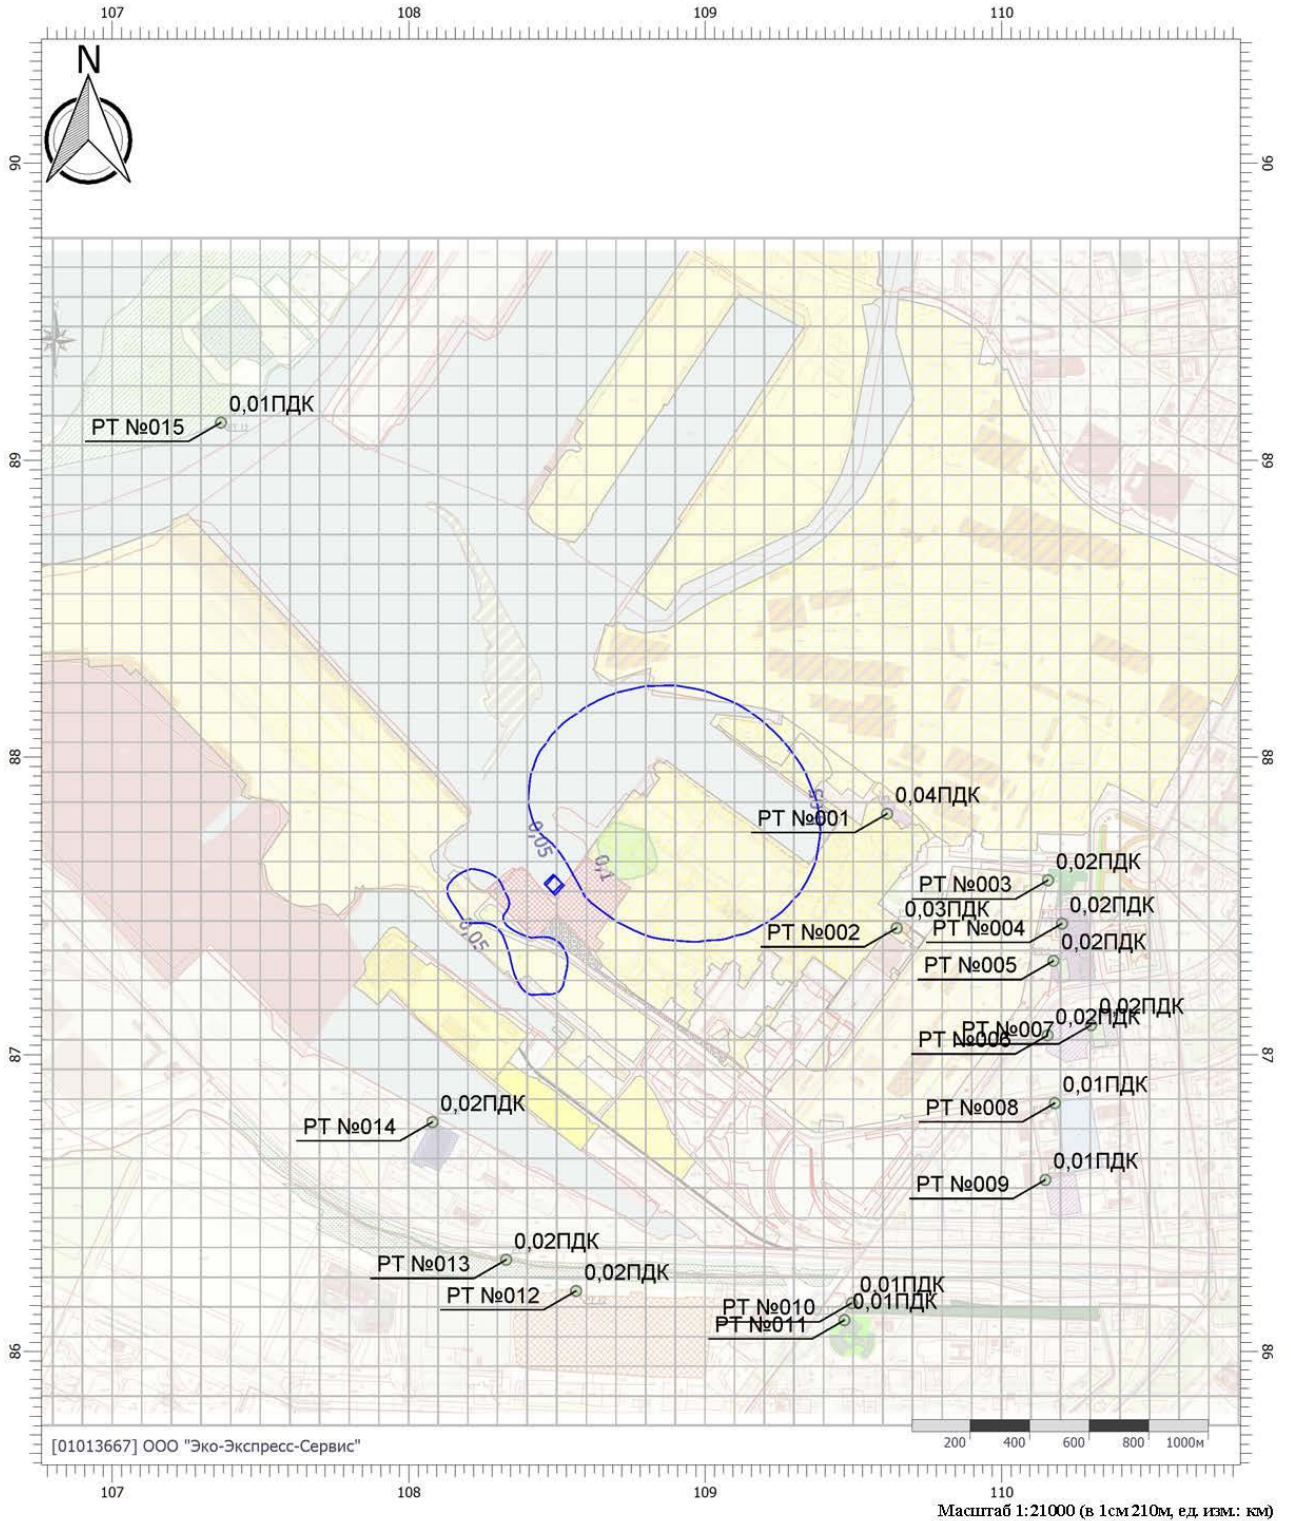 107 108 109 110
N
90 90
0,01ПДК
РТ №015
89 89
88 88
0,04ПДК
РТ №001
0,05
0,1
0,02ПДК
РТ №003
0,03ПДК
0,02ПДК
РТ №002
РТ №004
0,05
0,02ПДК
РТ №005
0,02ПДК
0,02ПДК
РТ №007
РТ №006
87 87
0,01ПДК
РТ №008
0,02ПДК
РТ №014
0,01ПДК
РТ №009
0,02ПДК
РТ №013
0,02ПДК
РТ №012
0,01ПДК
0,01ПДК
РТ №010
РТ №011
86 86
[01013667] ООО "Эко-Экспресс-Сервис"
200 400 600 800 1000м
107 108 109 110
Масштаб 1:21000 (в 1см 210м, ед. изм.: км)